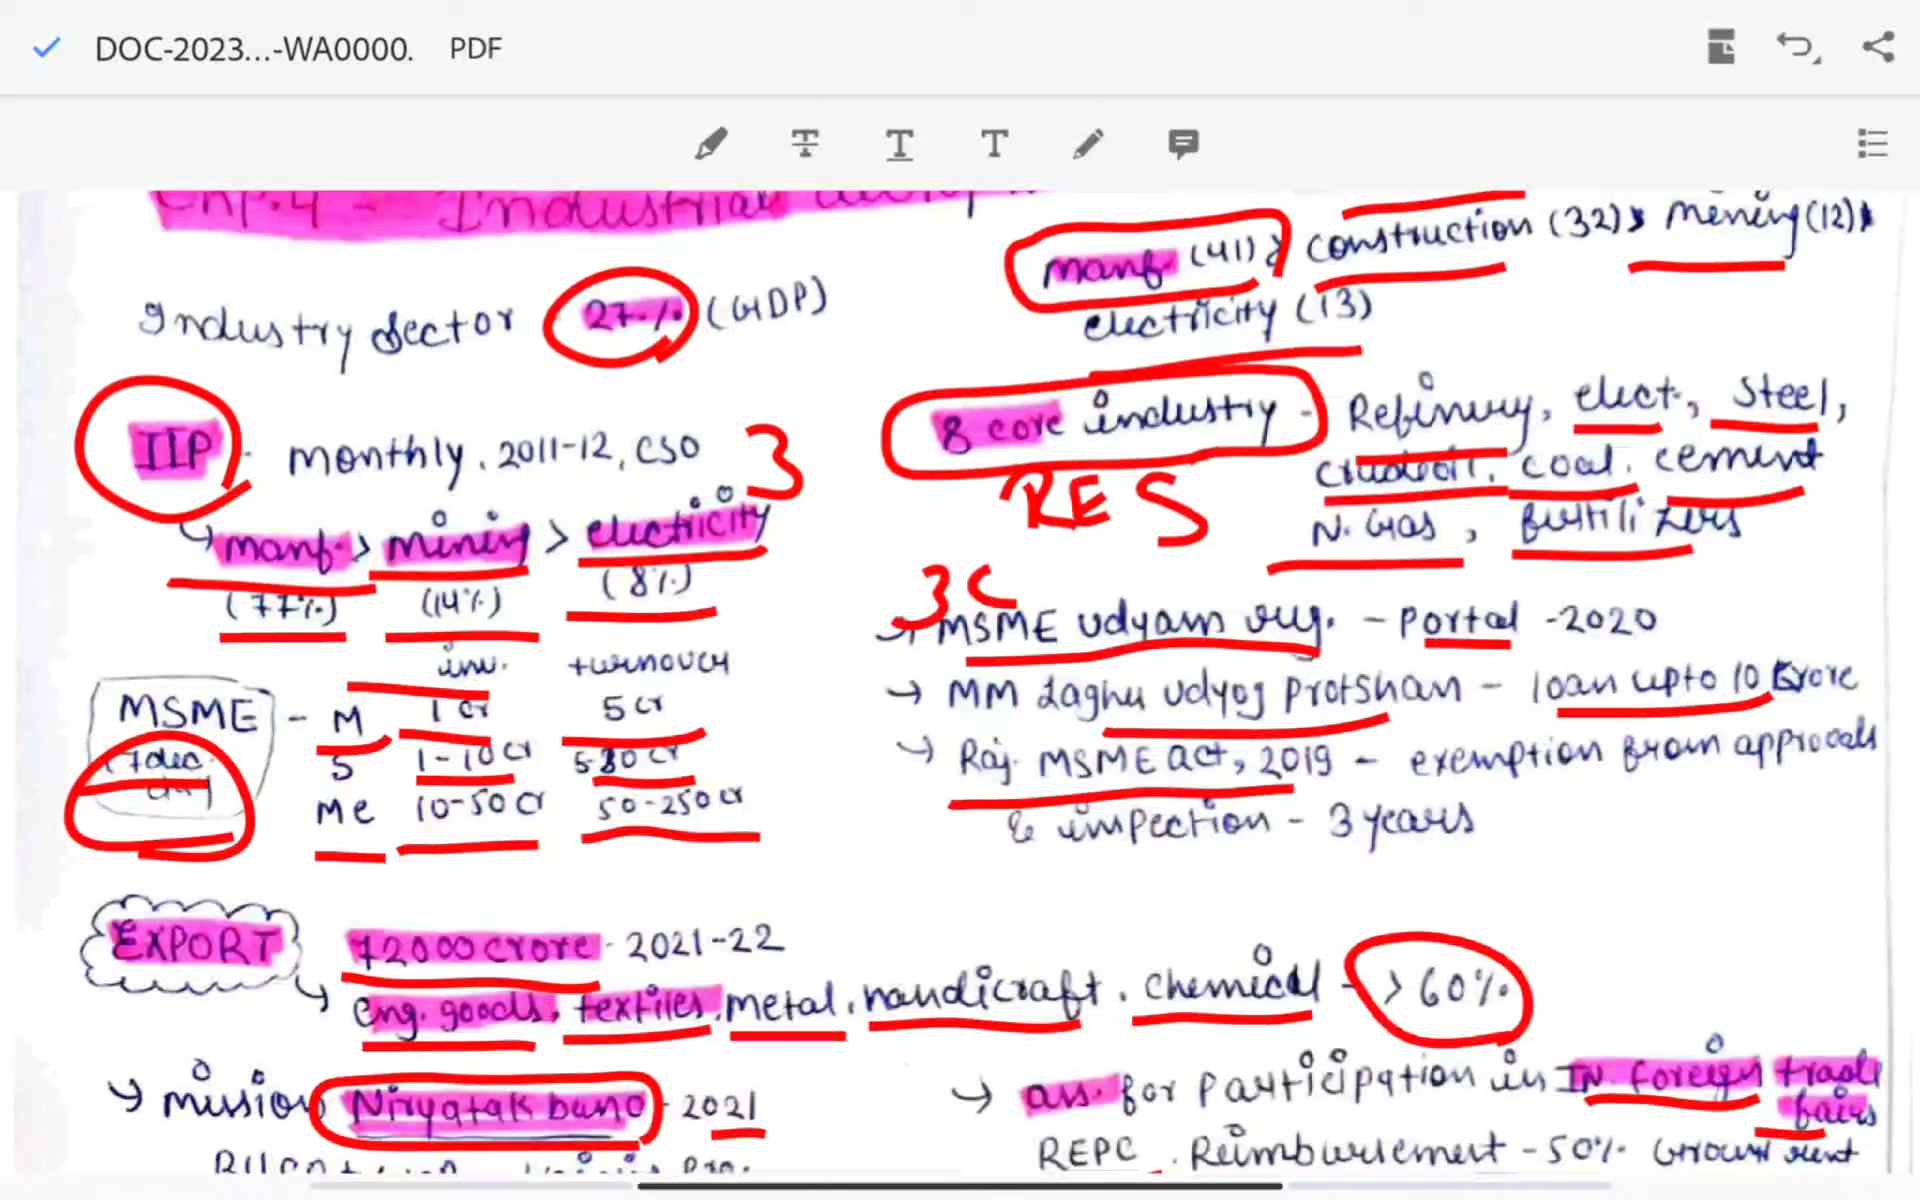 DOC-2023...-WA0000. PDF
Chp. 4 - Industrial
Industry Sector 27% (GDP)
manf. (41) > construction (32) > mining (12) >
electricity (13)
IIP - monthly, 2011-12, CSO 3
manf. > mining > electricity
(77%) (14%) (8%)
8 core industry - Refinery, elect., Steel,
crudeoil, coal, cement
N. Gas, fertilizers
RES
3C
inv. turnover
MSME - M 1 cr 5 cr
S 1-10 cr 5-50 cr
Me 10-50 cr 50-250 cr
→ MSME udyam reg. - Portal - 2020
→ MM Laghu udyog Protshan - loan upto 10 Crore
→ Raj. MSME act, 2019 - exemption from approvals
& inspection - 3 years
EXPORT 72000 crore - 2021-22
eng. goods, textiles, metal, handicraft, chemical - > 60%
→ mission Niryatak bano - 2021
→ ass. for participation in IN. foreign trade
fairs
REPC. Reimbursement - 50% Ground rent